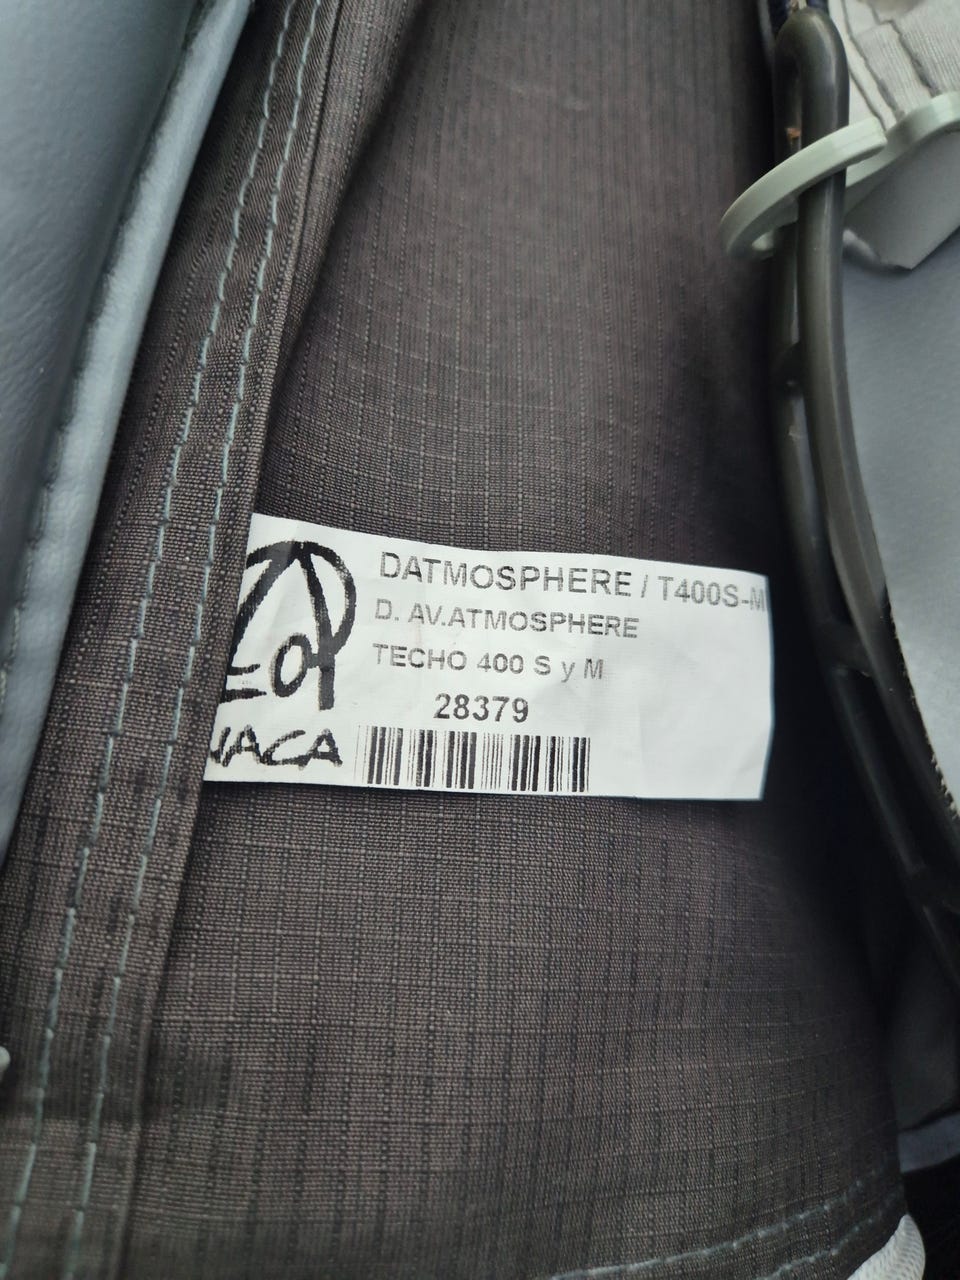 DATMOSPHERE / T400S-M
D. AV.ATMOSPHERE
TECHO 400 S y M
28379